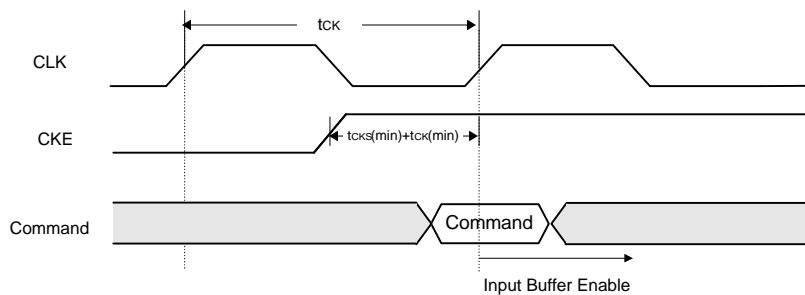 tCK
CLK
CKE
tCKS(min)+tCK(min)
Command
Command
Input Buffer Enable